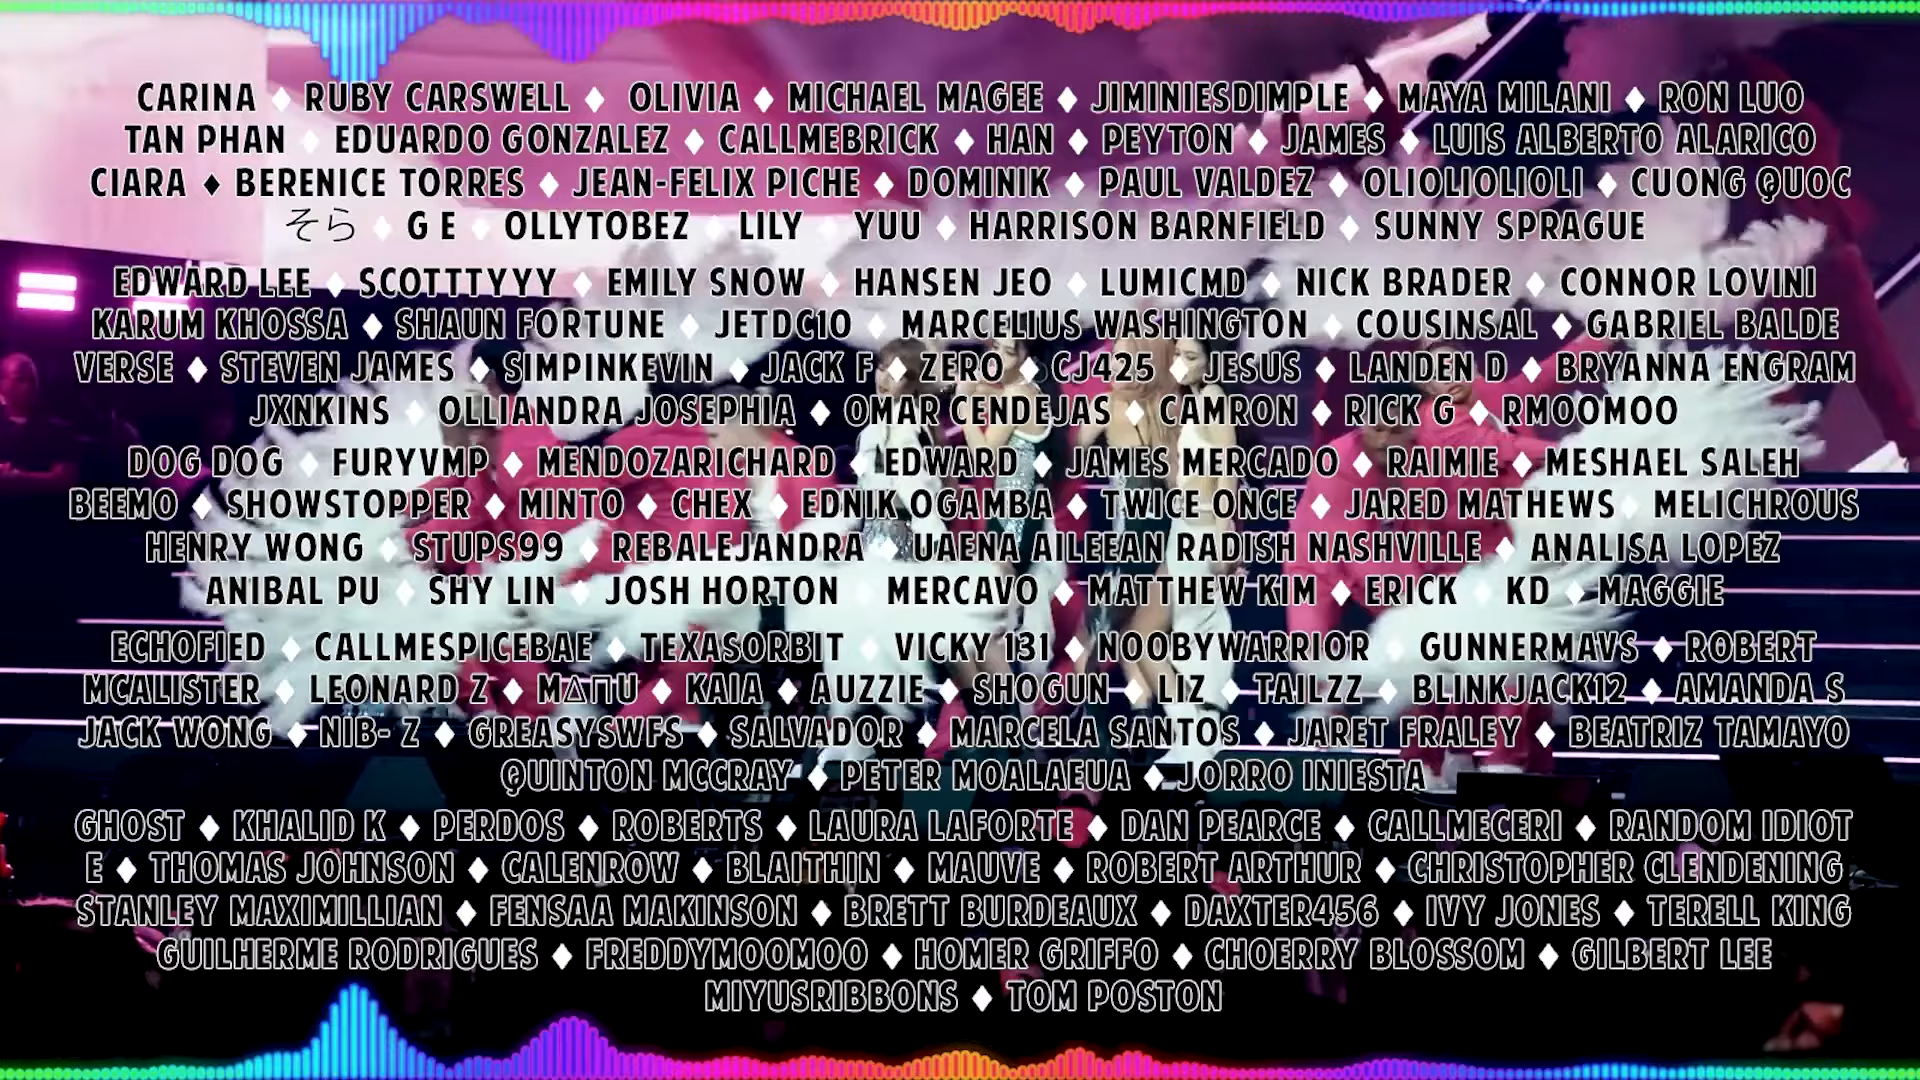 CARINA ♦ RUBY CARSWELL ♦ OLIVIA ♦ MICHAEL MAGEE ♦ JIMINIESDIMPLE ♦ MAYA MILANI ♦ RON LUO
TAN PHAN ♦ EDUARDO GONZALEZ ♦ CALLMEBRICK ♦ HAN ♦ PEYTON ♦ JAMES ♦ LUIS ALBERTO ALARICO
CIARA ♦ BERENICE TORRES ♦ JEAN-FELIX PICHE ♦ DOMINIK ♦ PAUL VALDEZ ♦ OLIOLIOLIOLI ♦ CUONG QUOC
そら ♦ G E ♦ OLLYTOBEZ ♦ LILY ♦ YUU ♦ HARRISON BARNFIELD ♦ SUNNY SPRAGUE
EDWARD LEE ♦ SCOTTTYYY ♦ EMILY SNOW ♦ HANSEN JEO ♦ LUMICMD ♦ NICK BRADER ♦ CONNOR LOVINI
KARUM KHOSSA ♦ SHAUN FORTUNE ♦ JETDC10 ♦ MARCELIUS WASHINGTON ♦ COUSINSAL ♦ GABRIEL BALDE
VERSE ♦ STEVEN JAMES ♦ SIMPINKEVIN ♦ JACK F ♦ ZERO ♦ CJ425 ♦ JESUS ♦ LANDEN D ♦ BRYANNA ENGRAM
JXNKINS ♦ OLLIANDRA JOSEPHIA ♦ OMAR CENDEJAS ♦ CAMRON ♦ RICK G ♦ RMOOMOO
DOG DOG ♦ FURYVMP ♦ MENDOZARICHARD ♦ EDWARD ♦ JAMES MERCADO ♦ RAIMIE ♦ MESHAEL SALEH
BEEMO ♦ SHOWSTOPPER ♦ MINTO ♦ CHEX ♦ EDNIK OGAMBA ♦ TWICE ONCE ♦ JARED MATHEWS ♦ MELICHROUS
HENRY WONG ♦ STUPS99 ♦ REBALEJANDRA ♦ UAENA AILEEAN RADISH NASHVILLE ♦ ANALISA LOPEZ
ANIBAL PU ♦ SHY LIN ♦ JOSH HORTON ♦ MERCAVO ♦ MATTHEW KIM ♦ ERICK ♦ KD ♦ MAGGIE
ECHOFIED ♦ CALLMESPICEBAE ♦ TEXASORBIT ♦ VICKY 131 ♦ NOOBYWARRIOR ♦ GUNNERMAVS ♦ ROBERT
MCALISTER ♦ LEONARD Z ♦ MΔΠU ♦ KAIA ♦ AUZZIE ♦ SHOGUN ♦ LIZ ♦ TAILZZ ♦ BLINKJACK12 ♦ AMANDA S
JACK WONG ♦ NIB- Z ♦ GREASYSWFS ♦ SALVADOR ♦ MARCELA SANTOS ♦ JARET FRALEY ♦ BEATRIZ TAMAYO
QUINTON MCCRAY ♦ PETER MOALAEUA ♦ JORRO INIESTA
GHOST ♦ KHALID K ♦ PERDOS ♦ ROBERTS ♦ LAURA LAFORTE ♦ DAN PEARCE ♦ CALLMECERI ♦ RANDOM IDIOT
E ♦ THOMAS JOHNSON ♦ CALENROW ♦ BLAITHIN ♦ MAUVE ♦ ROBERT ARTHUR ♦ CHRISTOPHER CLENDENING
STANLEY MAXIMILLIAN ♦ FENSAA MAKINSON ♦ BRETT BURDEAUX ♦ DAXTER456 ♦ IVY JONES ♦ TERELL KING
GUILHERME RODRIGUES ♦ FREDDYMOOMOO ♦ HOMER GRIFFO ♦ CHOERRY BLOSSOM ♦ GILBERT LEE
MIYUSRIBBONS ♦ TOM POSTON